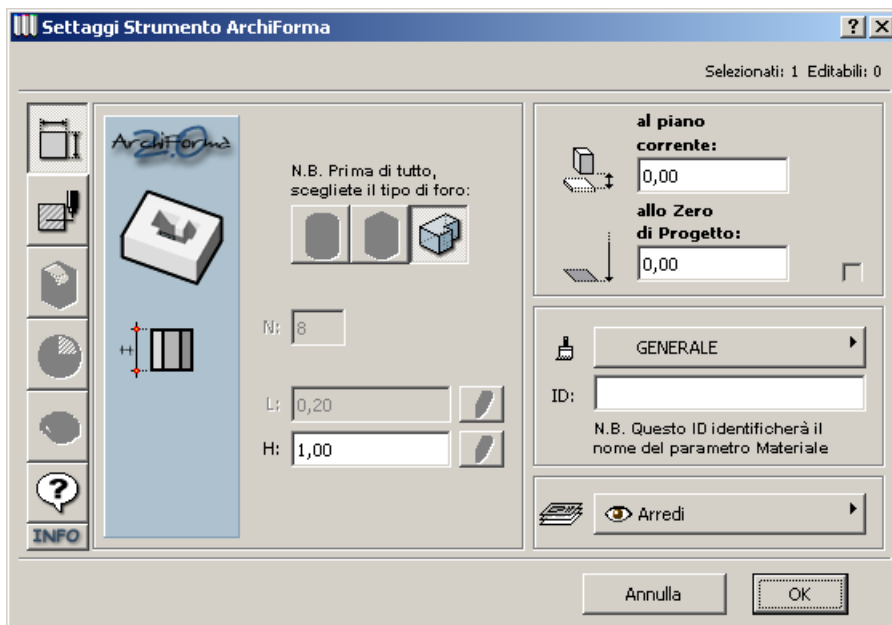 Settaggi Strumento ArchiForma
Selezionati: 1 Editabili: 0
ArchiForma
2.0
N.B. Prima di tutto,
scegliete il tipo di foro:
N: 8
L: 0,20
H: 1,00
H
INFO
al piano
corrente:
0,00
allo Zero
di Progetto:
0,00
GENERALE
ID:
N.B. Questo ID identificherà il
nome del parametro Materiale
Arredi
Annulla
OK